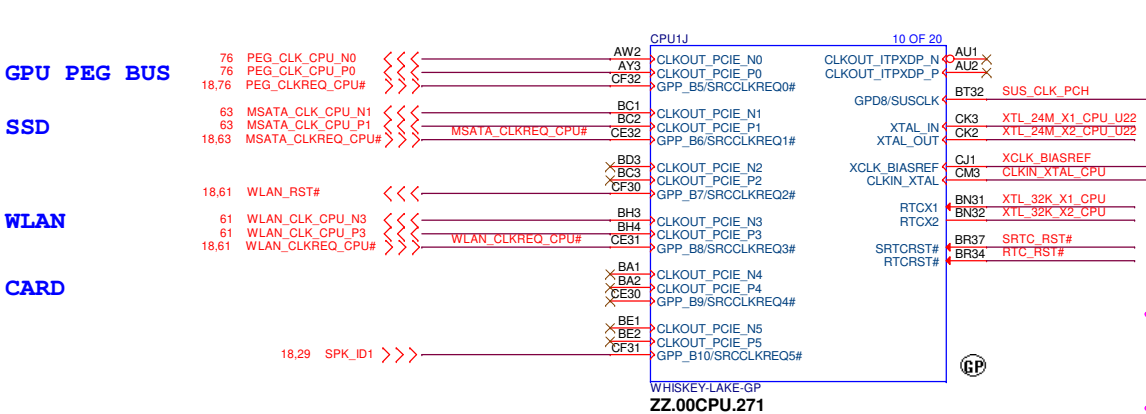 CPU1J 10 OF 20
GPU PEG BUS
76 PEG_CLK_CPU_N0 AW2 CLKOUT_PCIE_N0 CLKOUT_ITPXDP_N AU1
76 PEG_CLK_CPU_P0 AY3 CLKOUT_PCIE_P0 CLKOUT_ITPXDP_P AU2
18,76 PEG_CLKREQ_CPU# CF32 GPP_B5/SRCCLKREQ0#
GPD8/SUSCLK BT32 SUS_CLK_PCH
SSD
63 MSATA_CLK_CPU_N1 BC1 CLKOUT_PCIE_N1
63 MSATA_CLK_CPU_P1 BC2 CLKOUT_PCIE_P1 XTAL_IN CK3 XTL_24M_X1_CPU_U22
18,63 MSATA_CLKREQ_CPU# MSATA_CLKREQ_CPU# CE32 GPP_B6/SRCCLKREQ1# XTAL_OUT CK2 XTL_24M_X2_CPU_U22
BD3 CLKOUT_PCIE_N2 XCLK_BIASREF CJ1 XCLK_BIASREF
BC3 CLKOUT_PCIE_P2 CLKIN_XTAL CM3 CLKIN_XTAL_CPU
18,61 WLAN_RST# CF30 GPP_B7/SRCCLKREQ2#
RTCX1 BN31 XTL_32K_X1_CPU
RTCX2 BN32 XTL_32K_X2_CPU
WLAN
61 WLAN_CLK_CPU_N3 BH3 CLKOUT_PCIE_N3
61 WLAN_CLK_CPU_P3 BH4 CLKOUT_PCIE_P3
18,61 WLAN_CLKREQ_CPU# WLAN_CLKREQ_CPU# CE31 GPP_B8/SRCCLKREQ3# SRTCRST# BR37 SRTC_RST#
RTCRST# BR34 RTC_RST#
CARD
BA1 CLKOUT_PCIE_N4
BA2 CLKOUT_PCIE_P4
CE30 GPP_B9/SRCCLKREQ4#
BE1 CLKOUT_PCIE_N5
BE2 CLKOUT_PCIE_P5
18,29 SPK_ID1 CF31 GPP_B10/SRCCLKREQ5#
GP
WHISKEY-LAKE-GP
ZZ.00CPU.271